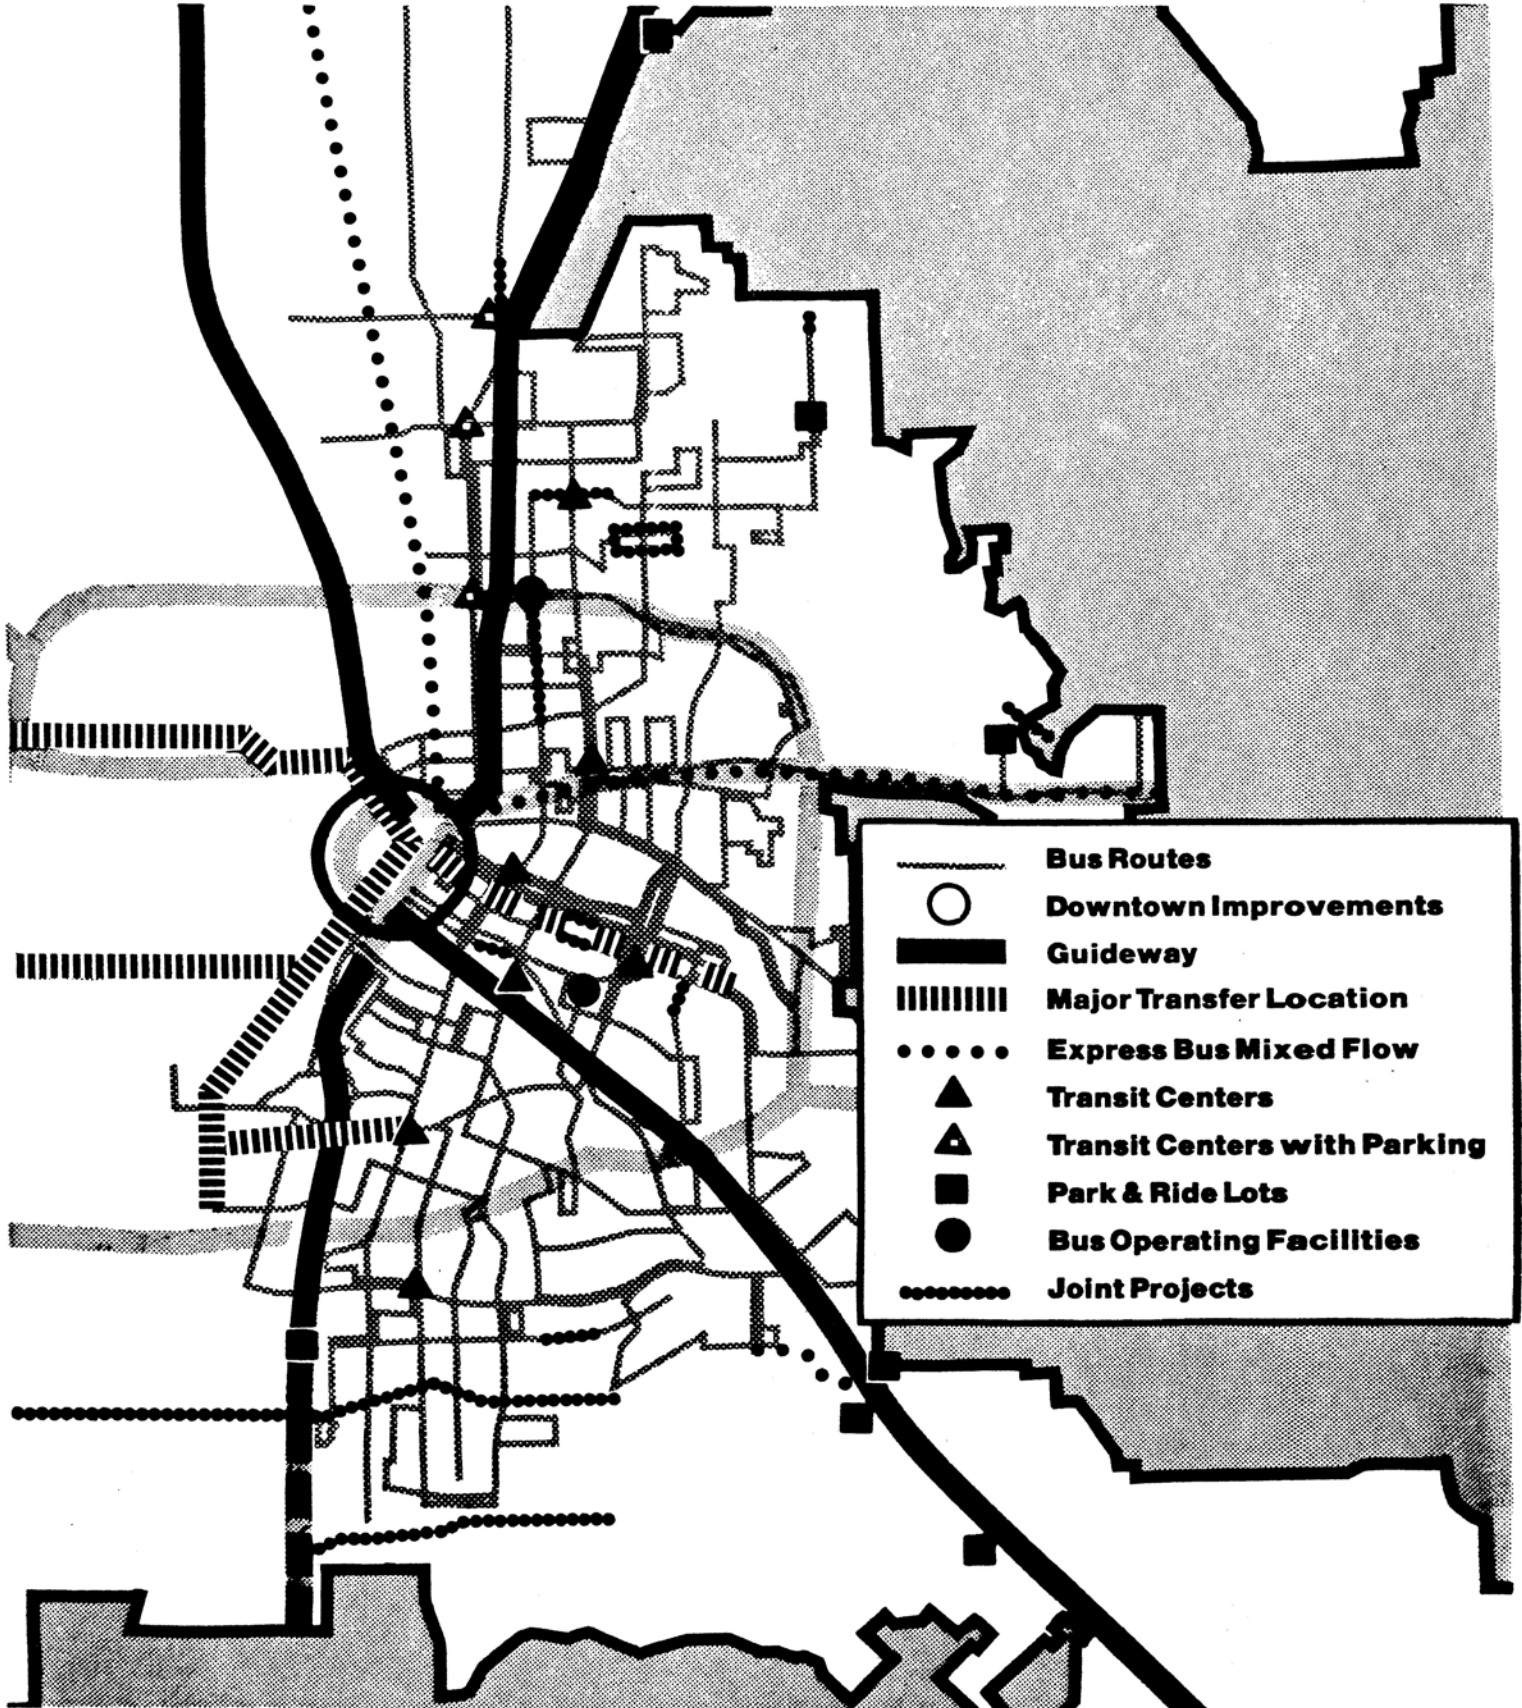 Bus Routes
Downtown Improvements
Guideway
Major Transfer Location
Express Bus Mixed Flow
Transit Centers
Transit Centers with Parking
Park & Ride Lots
Bus Operating Facilities
Joint Projects